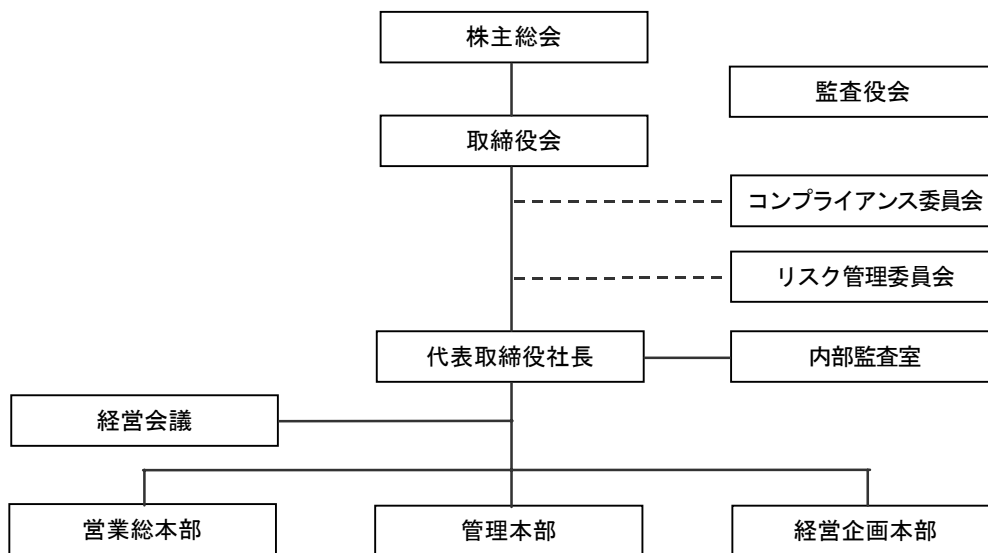 株主総会
監査役会
取締役会
コンプライアンス委員会
リスク管理委員会
代表取締役社長
内部監査室
経営会議
営業総本部
管理本部
経営企画本部